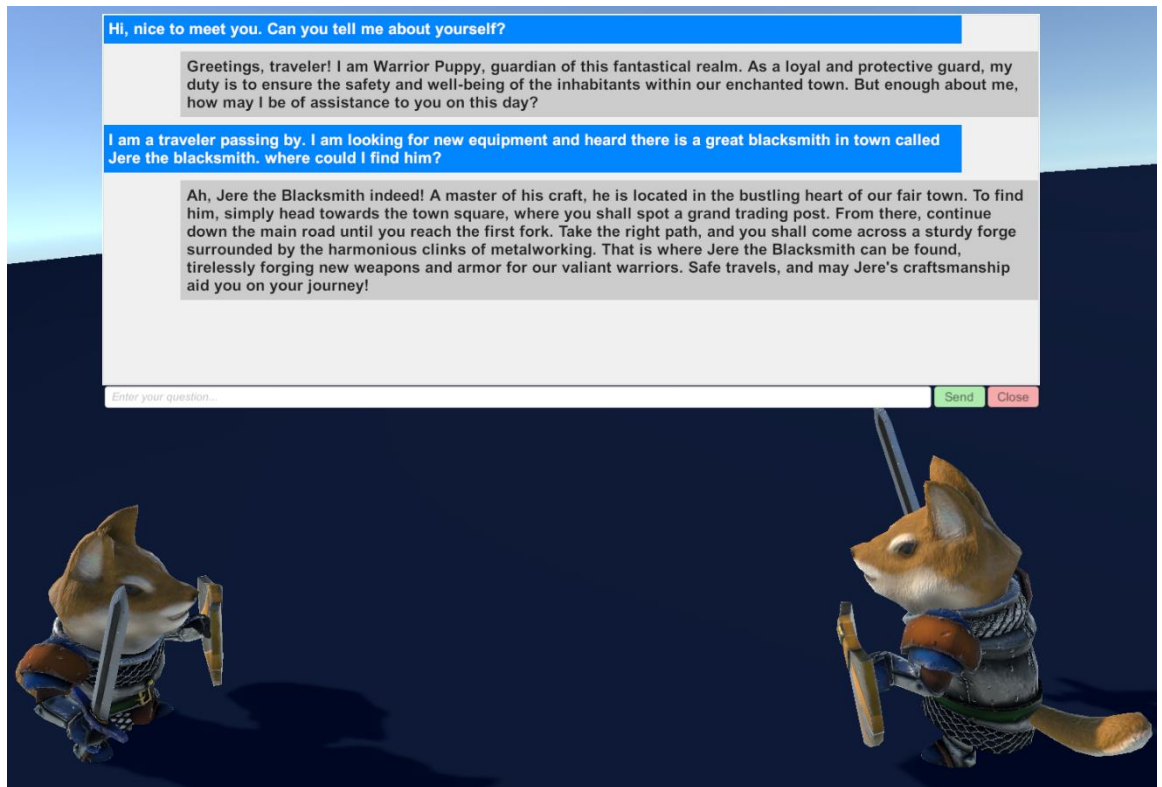 Hi, nice to meet you. Can you tell me about yourself?
Greetings, traveler! I am Warrior Puppy, guardian of this fantastical realm. As a loyal and protective guard, my
duty is to ensure the safety and well-being of the inhabitants within our enchanted town. But enough about me,
how may I be of assistance to you on this day?
I am a traveler passing by. I am looking for new equipment and heard there is a great blacksmith in town called
Jere the blacksmith. where could I find him?
Ah, Jere the Blacksmith indeed! A master of his craft, he is located in the bustling heart of our fair town. To find
him, simply head towards the town square, where you shall spot a grand trading post. From there, continue
down the main road until you reach the first fork. Take the right path, and you shall come across a sturdy forge
surrounded by the harmonious clinks of metalworking. That is where Jere the Blacksmith can be found,
tirelessly forging new weapons and armor for our valiant warriors. Safe travels, and may Jere's craftsmanship
aid you on your journey!
Enter your question...
Send
Close